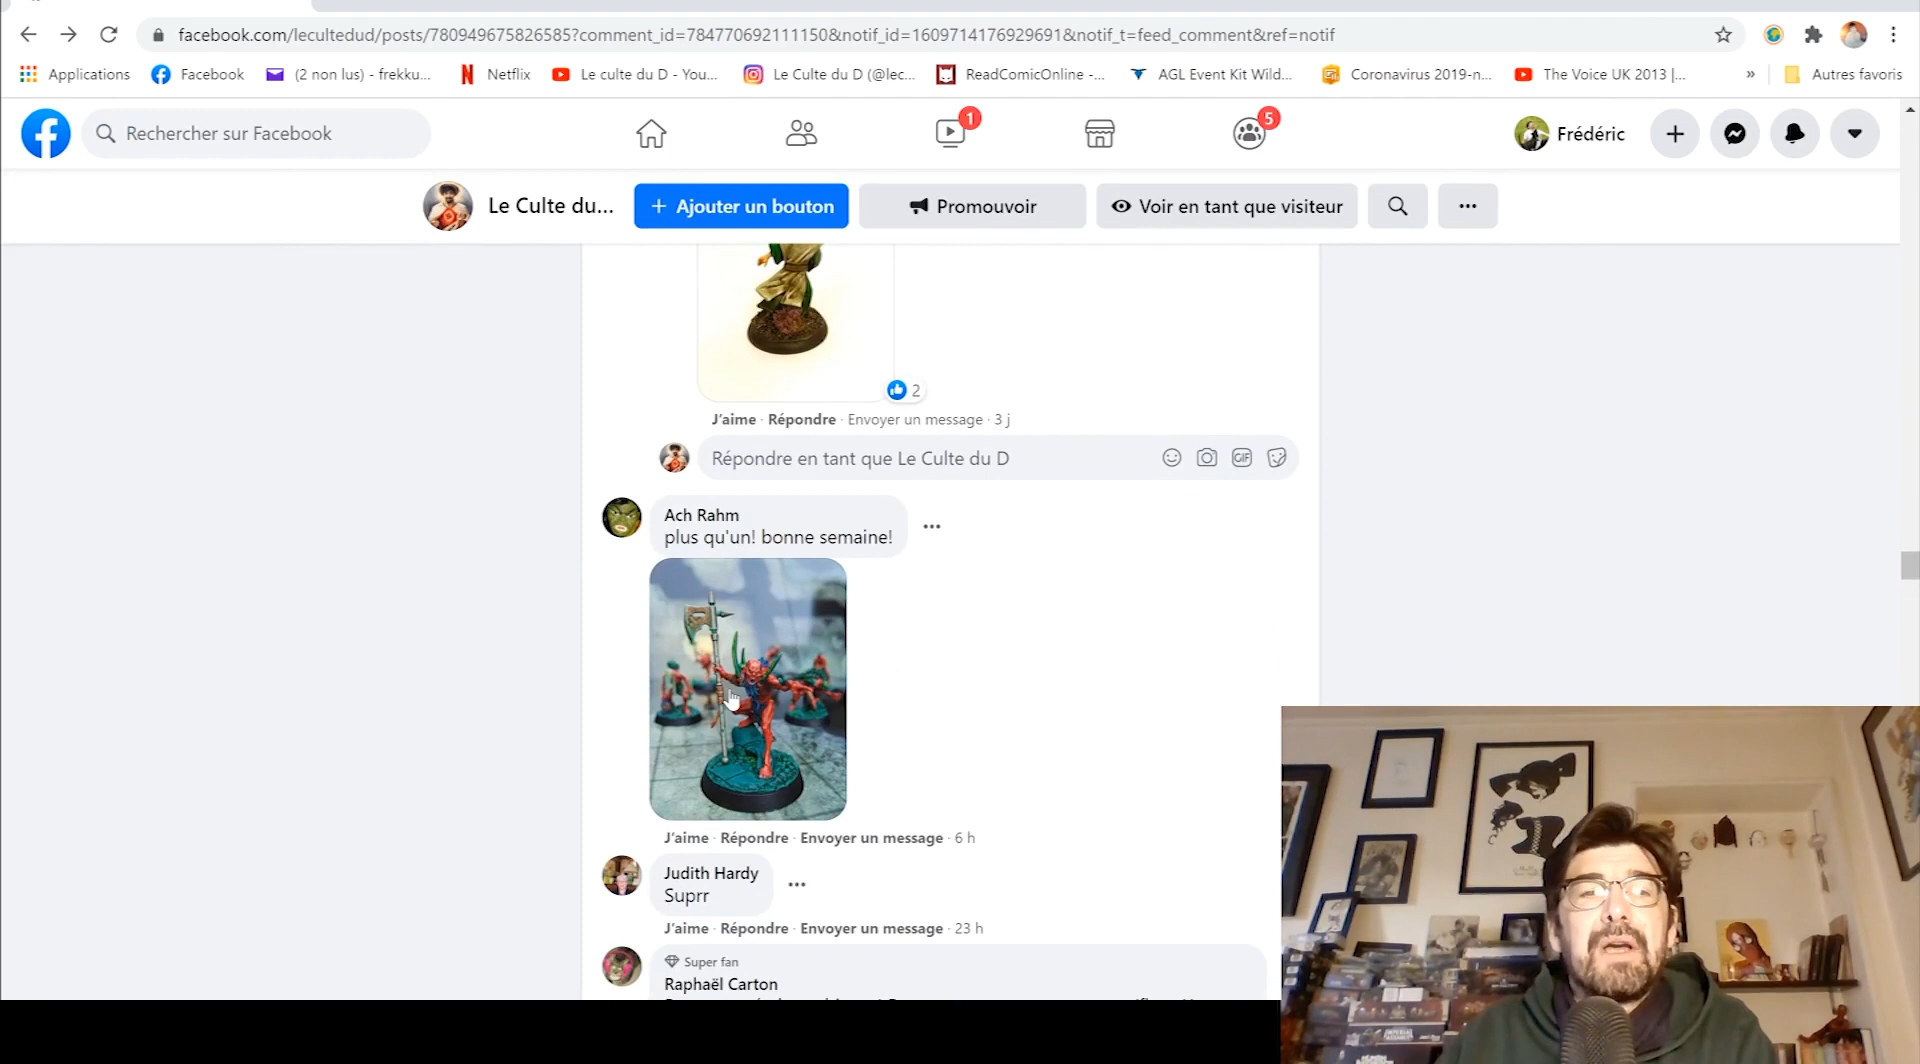 facebook.com/lecultedud/posts/780949675826585?comment_id=784770692111150&notif_id=1609714176929691&notif_t=feed_comment&ref=notif
Applications Facebook (2 non lus) - frekku... Netflix Le culte du D - You... Le Culte du D (@lec... ReadComicOnline -... AGL Event Kit Wild... Coronavirus 2019-n... The Voice UK 2013 |... » Autres favoris
Rechercher sur Facebook 1 5 Frédéric
Le Culte du... + Ajouter un bouton Promouvoir Voir en tant que visiteur
2
J'aime · Répondre · Envoyer un message · 3 j
Répondre en tant que Le Culte du D GIF
Ach Rahm
plus qu'un! bonne semaine!
J'aime · Répondre · Envoyer un message · 6 h
Judith Hardy
Suprr
J'aime · Répondre · Envoyer un message · 23 h
Super fan
Raphaël Carton